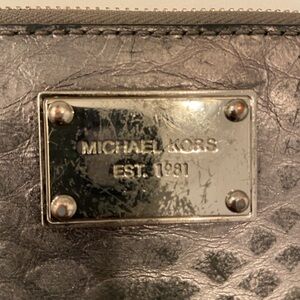 MICHAEL KORS
EST. 1981